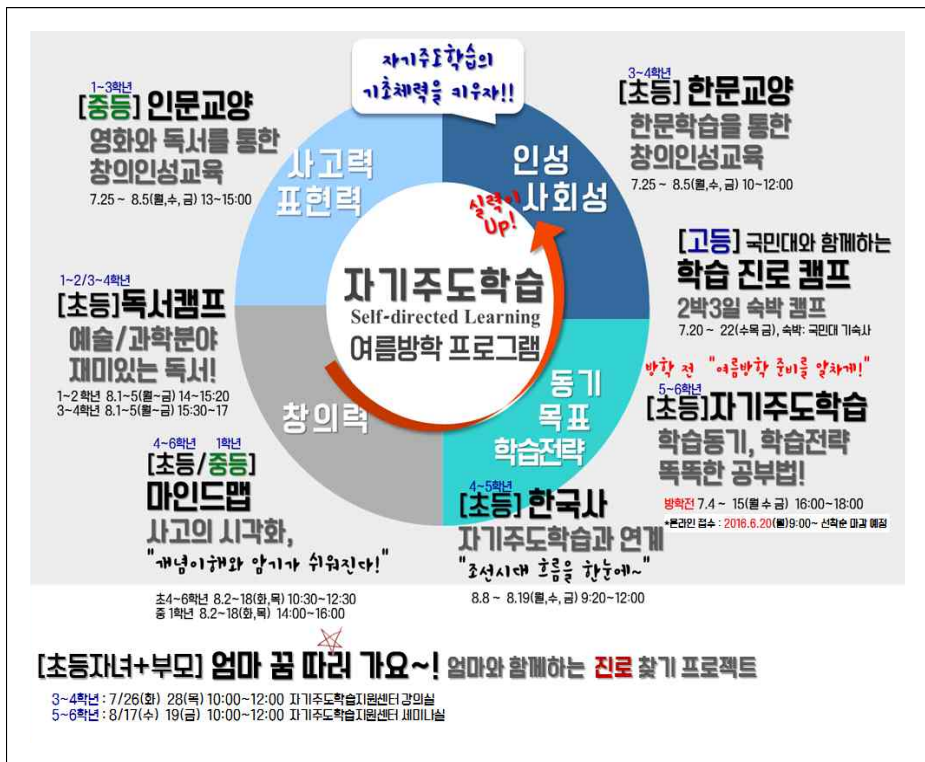 자기주도학습의
기초체력을 키우자!!
1~3학년
[중등] 인문교양
영화와 독서를 통한
창의인성교육
7.25 ~ 8.5(월,수, 금) 13~15:00
3~4학년
[초등] 한문교양
한문학습을 통한
창의인성교육
7.25 ~ 8.5(월,수, 금) 10~12:00
사고력
표현력
인성
사회성
실력이
Up!
자기주도학습
Self-directed Learning
여름방학 프로그램
창의력
동기
목표
학습전략
[고등] 국민대와 함께하는
학습 진로 캠프
2박3일 숙박 캠프
7.20 ~ 22(수목 금), 숙박: 국민대 기숙사
1~2/3~4학년
[초등]독서캠프
예술/과학분야
재미있는 독서!
1~2 학년 8.1~5(월~금) 14~15:20
3~4학년 8.1~5(월~금) 15:30~17
방학 전 "여름방학 준비를 알차게!"
5~6학년
[초등]자기주도학습
학습동기, 학습전략
똑똑한 공부법!
방학전 7.4 ~ 15(월 수 금) 16:00~18:00
*온라인 접수 : 2016.6.20(월)9:00~ 선착순 마감 예정
4~6학년 1학년
[초등/중등]
마인드맵
사고의 시각화,
"개념이해와 암기가 쉬워진다!"
초4~6학년 8.2~18(화,목) 10:30~12:30
중 1학년 8.2~18(화,목) 14:00~16:00
4~5학년
[초등] 한국사
자기주도학습과 연계
"조선시대 흐름을 한눈에~"
8.8 ~ 8.19(월,수, 금) 9:20~12:00
[초등자녀+부모] 엄마 꿈 따러 가요~! 엄마와 함께하는 진로 찾기 프로젝트
3~4학년 : 7/26(화) 28(목) 10:00~12:00 자기주도학습지원센터 강의실
5~6학년 : 8/17(수) 19(금) 10:00~12:00 자기주도학습지원센터 세미나실